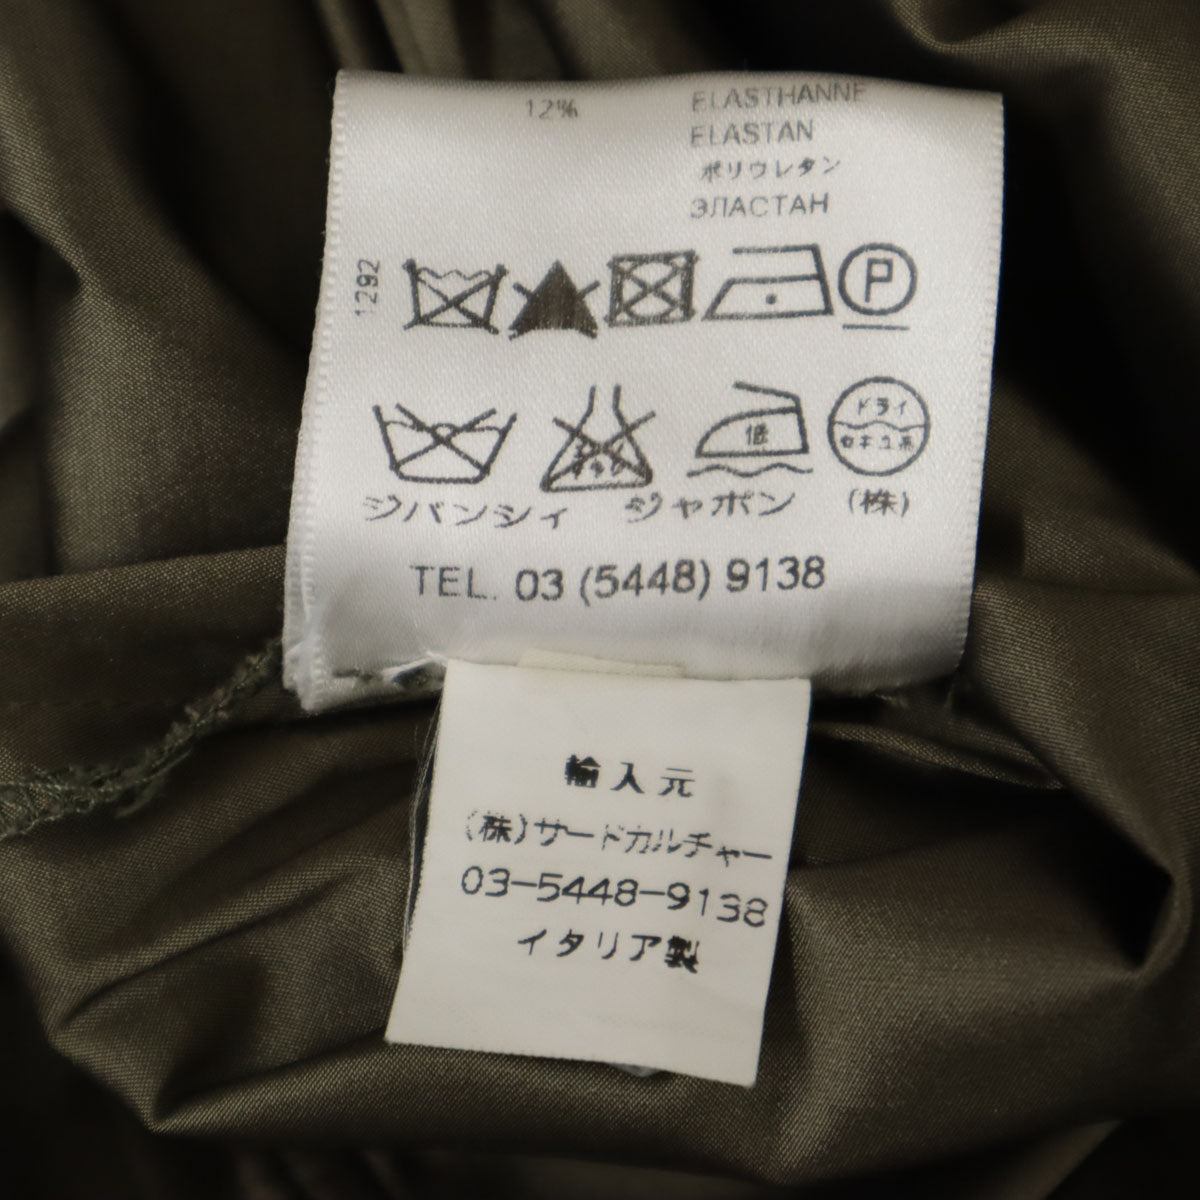 12% ELASTHANNE
ELASTAN
ポリウレタン
ЭЛАСТАН
1292
P
低
ドライ
セキユ系
ジバンシィ ジャポン (株)
TEL. 03 (5448) 9138
輸入元
(株)サードカルチャー
03-5448-9138
イタリア製